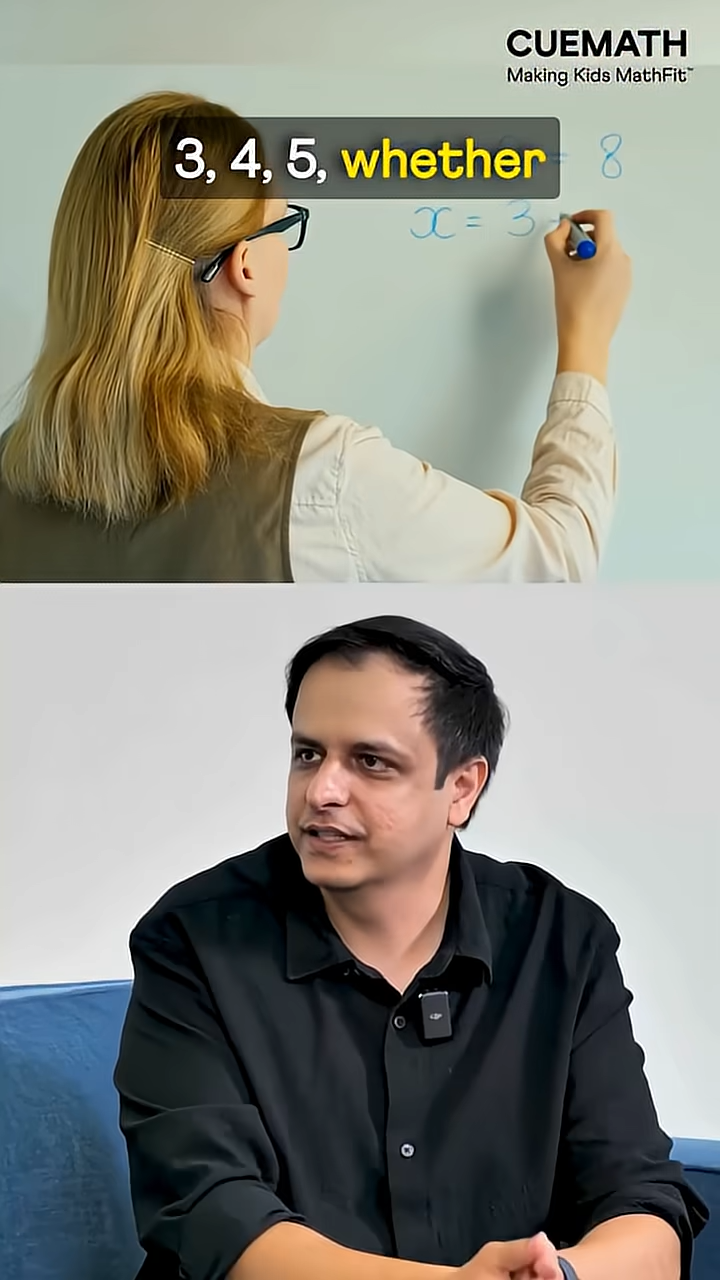 CUEMATH
Making Kids MathFit™
3, 4, 5, whether
8
x = 3